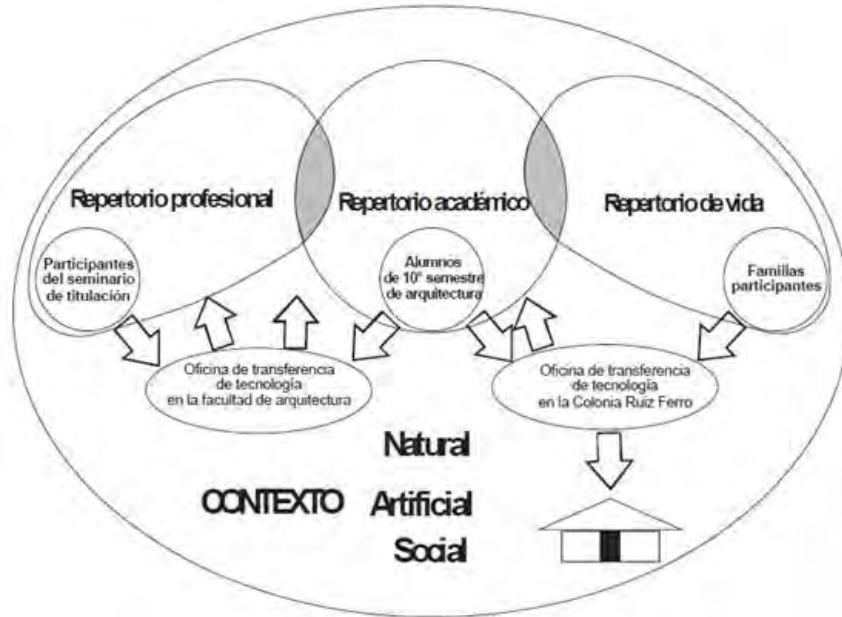 Repertorio profesional
Repertorio académico
Repertorio de vida
Participantes
del seminario
de titulación
Alumnos
de 10° semestre
de arquitectura
Familias
participantes
Oficina de transferencia
de tecnología
en la facultad de arquitectura
Oficina de transferencia
de tecnología
en la Colonia Ruiz Ferro
Natural
CONTEXTO Artificial
Social